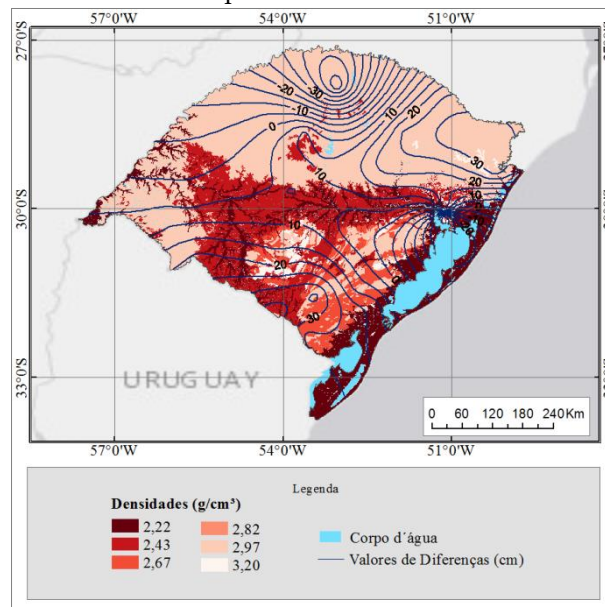 57°0'W 54°0'W 51°0'W
27°0'S
-30
-20
-10
0
10
20
10
30
20
10
30°0'S
10
20
0
30
33°0'S
URUGUAY
0 60 120 180 240 Km
57°0'W 54°0'W 51°0'W
Legenda
Densidades (g/cm³)
2,22 2,82
2,43 2,97
2,67 3,20
Corpo d´água
Valores de Diferenças (cm)